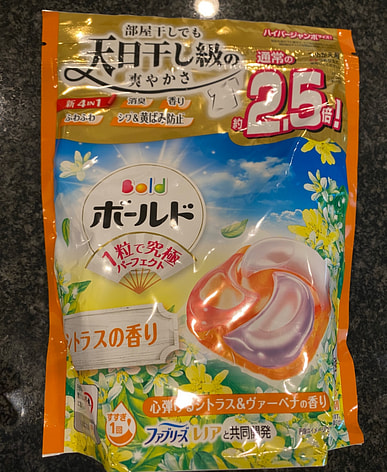 部屋干しでも
天日干し級の
爽やかさ
ハイパージャンボ
通常の
約2.5倍!
新4IN1
消臭
香り
ふわふわ
シワ&黄ばみ防止
Bold
ボールド
1粒で究極
パーフェクト
シトラスの香り
すすぎ
1回
心弾けるシトラス&ヴァーベナの香り
ファブリーズ レノアと共同開発